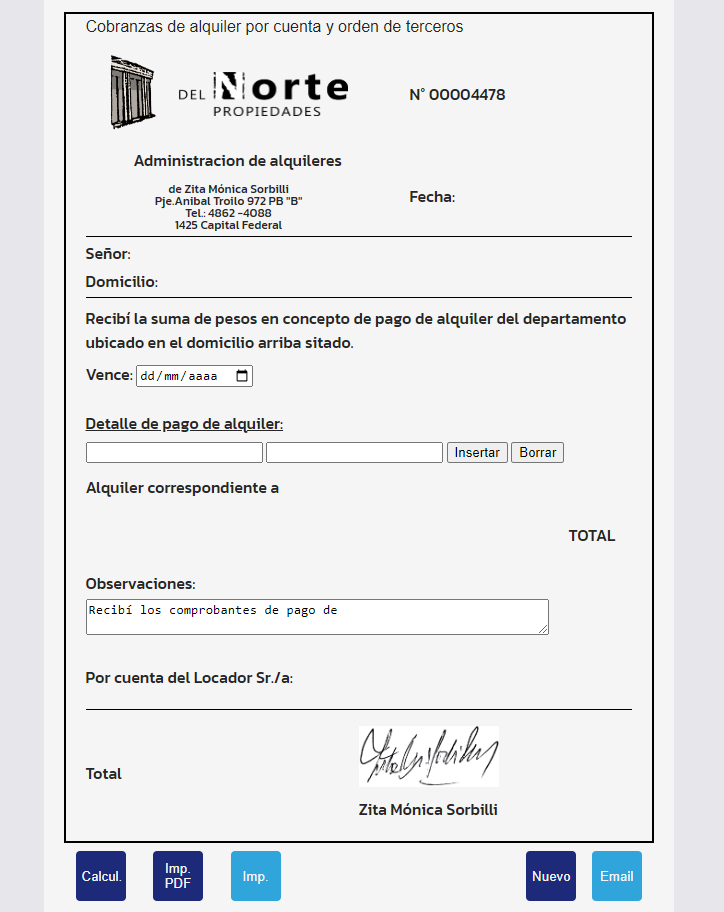 Cobranzas de alquiler por cuenta y orden de terceros
DEL Norte
PROPIEDADES
N° 00004478
Administracion de alquileres
de Zita Mónica Sorbilli
Pje.Anibal Troilo 972 PB "B"
Tel.: 4862 -4088
1425 Capital Federal
Fecha:
Señor:
Domicilio:
Recibí la suma de pesos en concepto de pago de alquiler del departamento
ubicado en el domicilio arriba sitado.
Vence: dd/mm/aaaa
Detalle de pago de alquiler:
Insertar Borrar
Alquiler correspondiente a
TOTAL
Observaciones:
Recibí los comprobantes de pago de
Por cuenta del Locador Sr./a:
Total
Zita Mónica Sorbilli
Calcul. Imp. PDF Imp. Nuevo Email